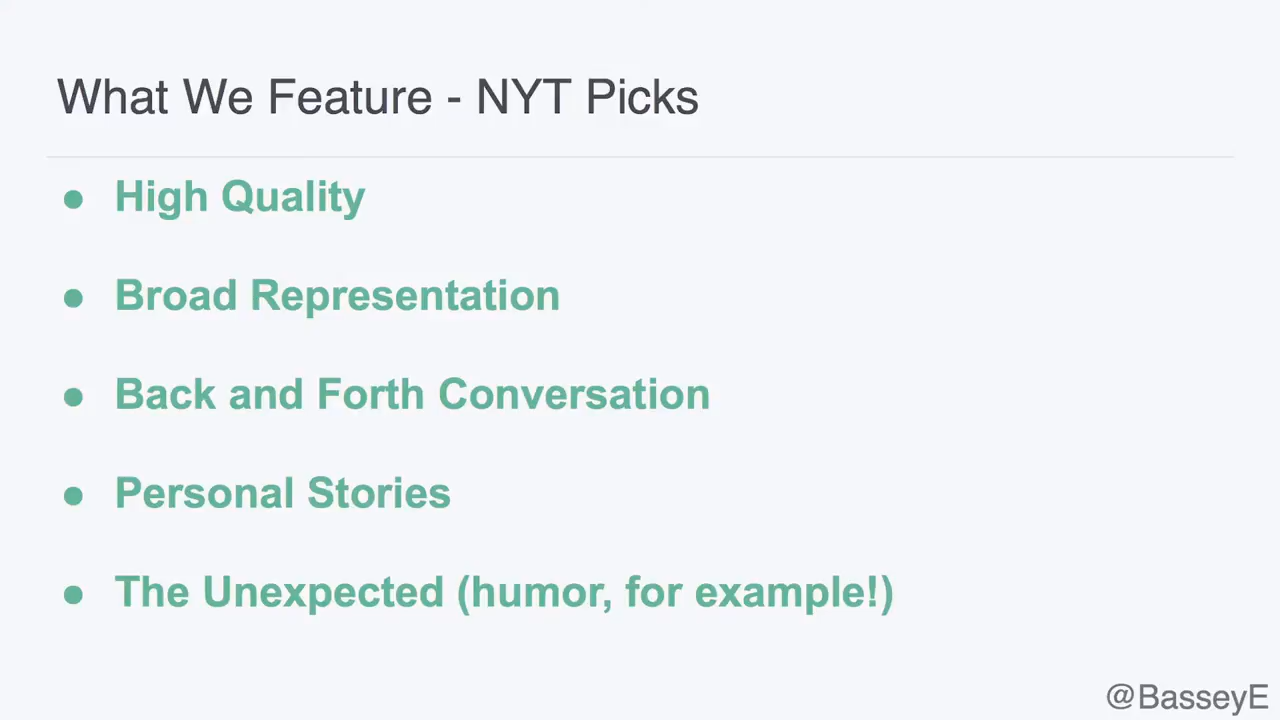 What We Feature - NYT Picks
● High Quality
● Broad Representation
● Back and Forth Conversation
● Personal Stories
● The Unexpected (humor, for example!)
@BasseyE